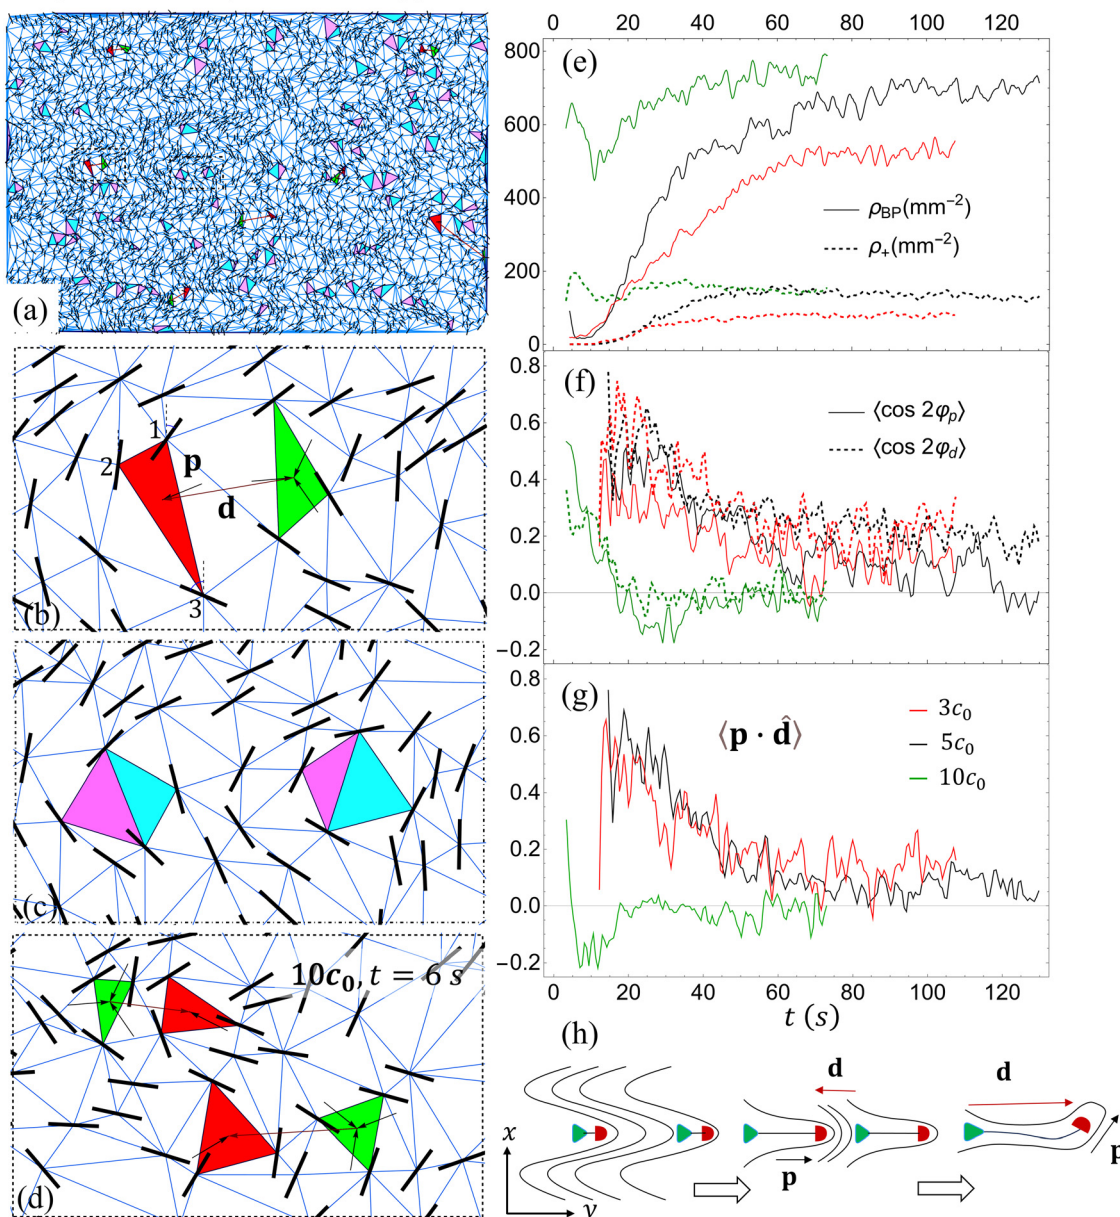 (a)
1
2
3
p
d
(b)
(c)
10c₀, t = 6 s
(d)
0 20 40 60 80 100 120
(e)
800
600
400
200
0
ρ_BP(mm⁻²)
ρ₊(mm⁻²)
(f)
0.8
0.6
0.4
0.2
0.0
−0.2
⟨cos 2φ_p⟩
⟨cos 2φ_d⟩
(g)
0.8
0.6
0.4
0.2
0.0
−0.2
⟨p · d̂⟩
3c₀
5c₀
10c₀
0 20 40 60 80 100 120
t (s)
(h)
d
d
p
p
x
y